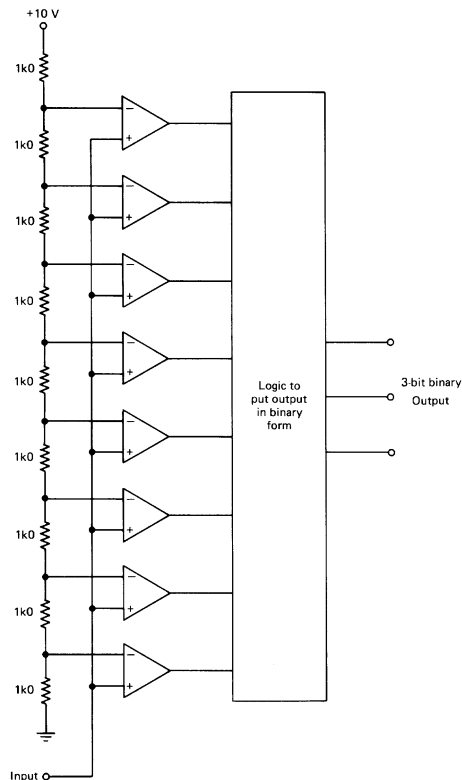 +10 V
1k0
−
+
1k0
−
+
1k0
−
+
1k0
−
+
1k0
−
+
1k0
−
+
1k0
−
+
1k0
−
+
1k0
Logic to
put output
in binary
form
3-bit binary
Output
Input